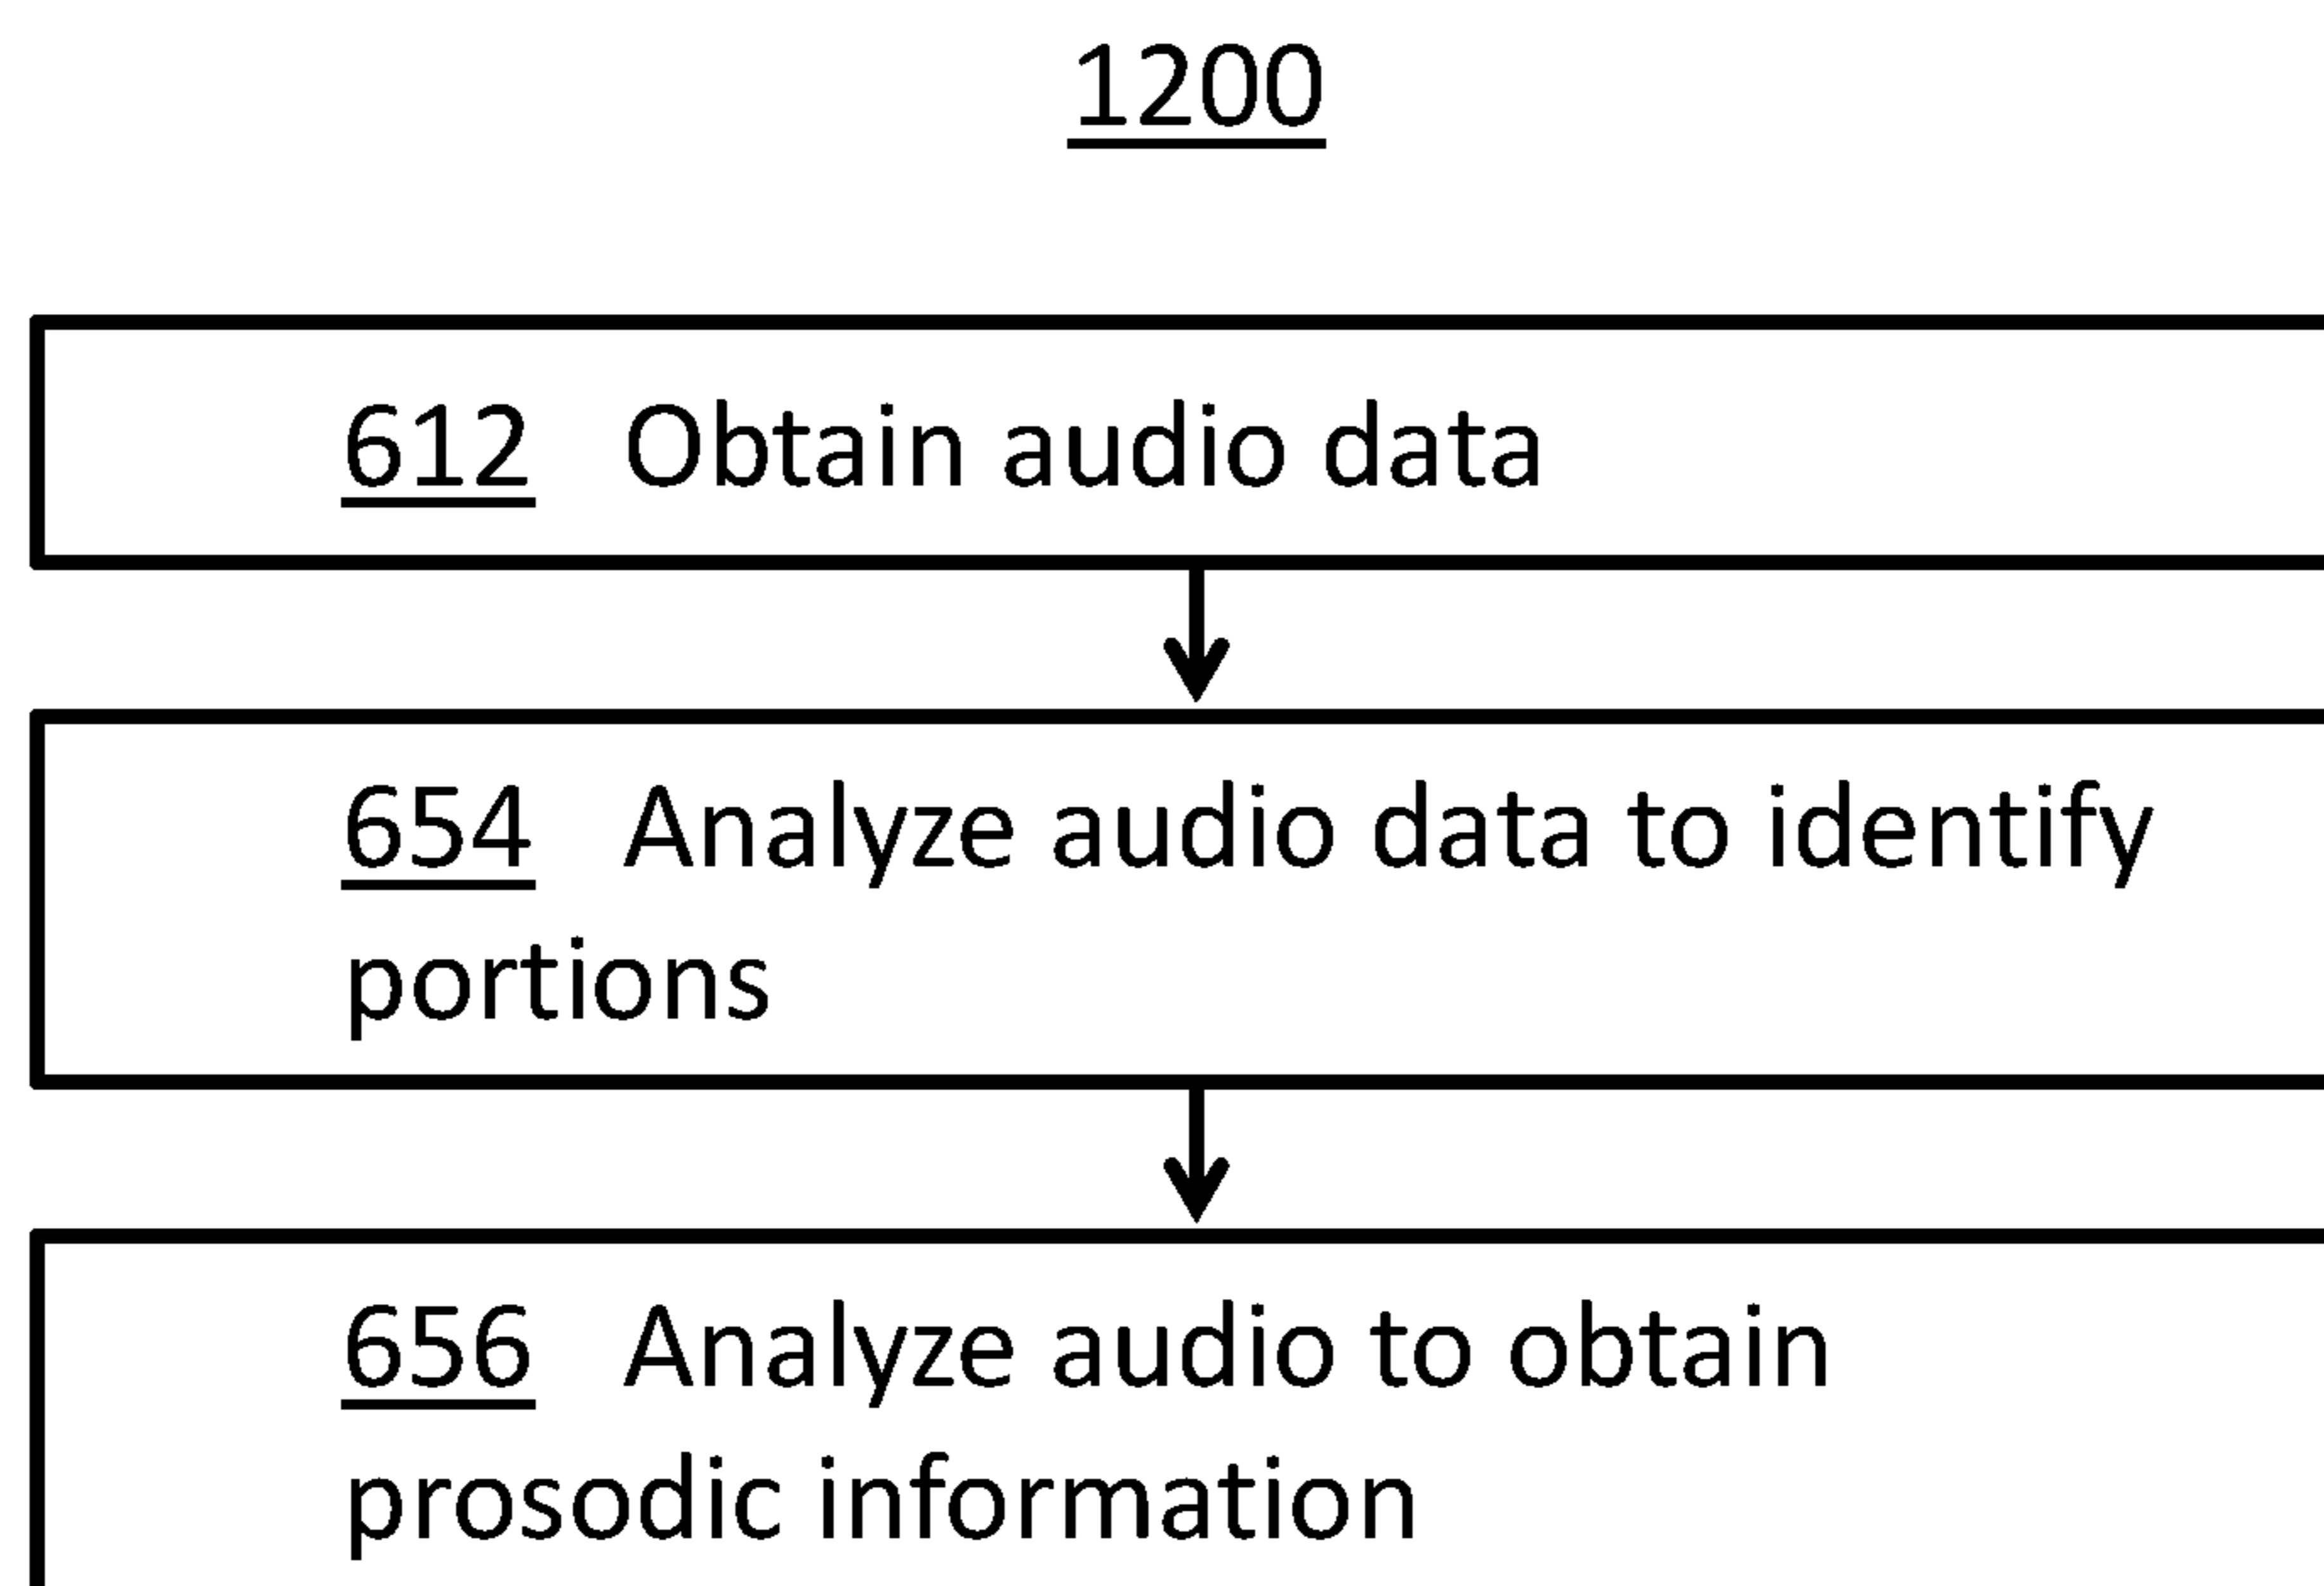 1200
612 Obtain audio data
654 Analyze audio data to identify
portions
656 Analyze audio to obtain
prosodic information